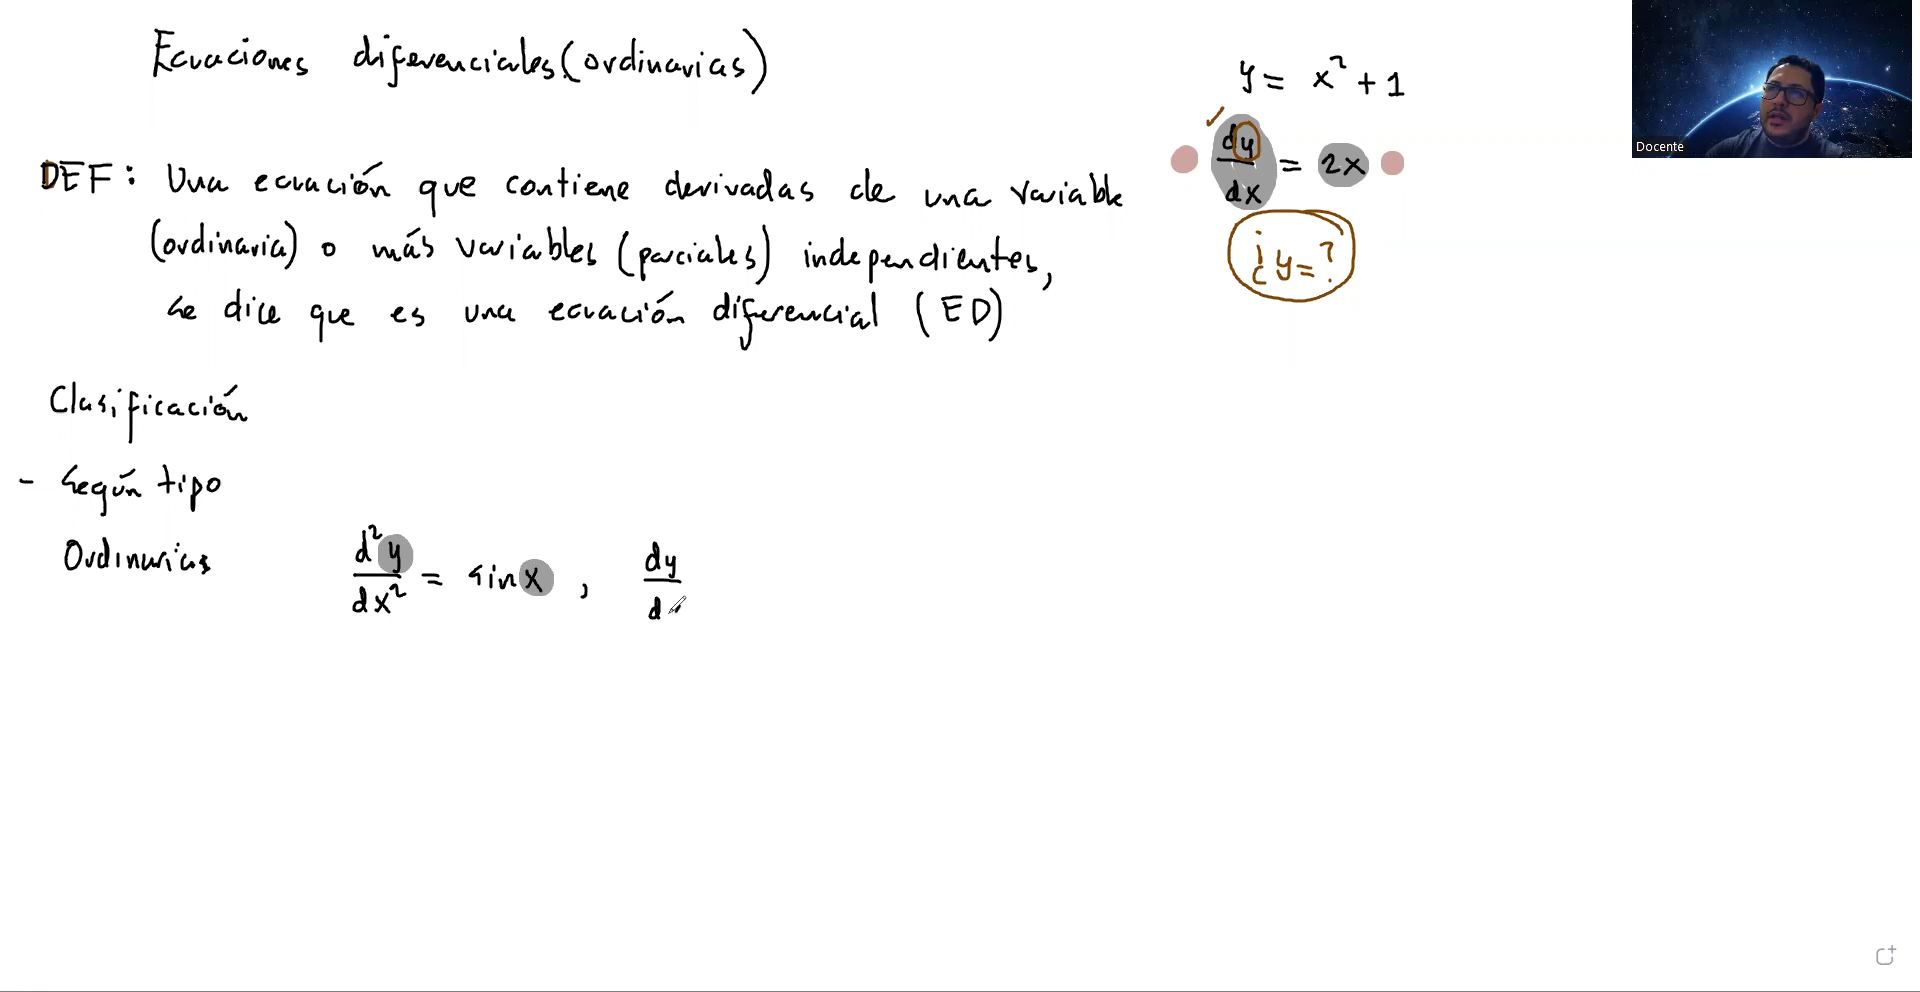 Ecuaciones diferenciales (ordinarias)
y = x² + 1
dy/dx = 2x
¿y=?
DEF: Una ecuación que contiene derivadas de una variable
(ordinaria) o más variables (parciales) independientes,
se dice que es una ecuación diferencial (ED)
Clasificación
- Según tipo
Ordinarias d²y/dx² = sin x , dy/d
Docente